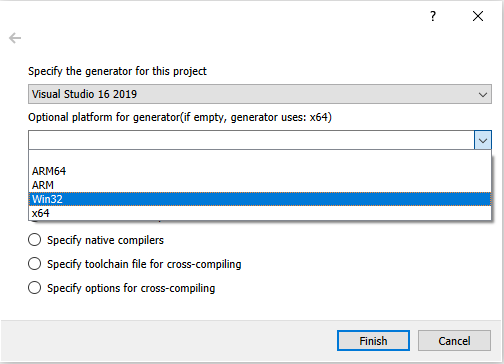 ?
Specify the generator for this project
Visual Studio 16 2019
Optional platform for generator(if empty, generator uses: x64)
ARM64
ARM
Win32
x64
Specify native compilers
Specify toolchain file for cross-compiling
Specify options for cross-compiling
Finish
Cancel